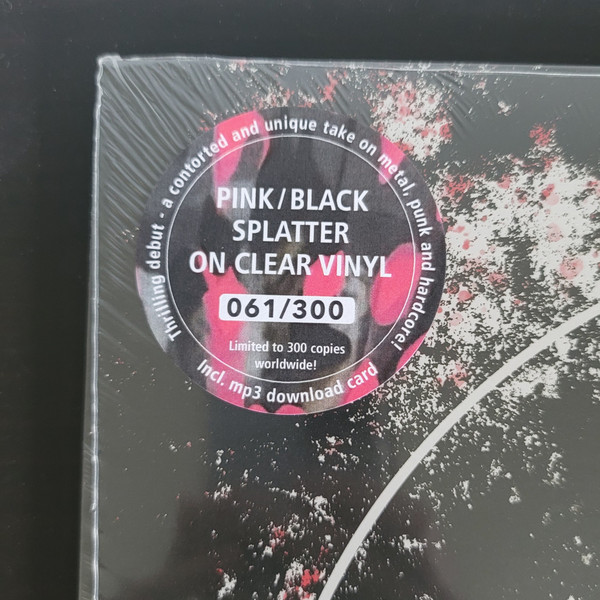 Thrilling debut - a contorted and unique take on metal, punk and hardcore!
PINK/BLACK
SPLATTER
ON CLEAR VINYL
061/300
Limited to 300 copies
worldwide!
Incl. mp3 download card